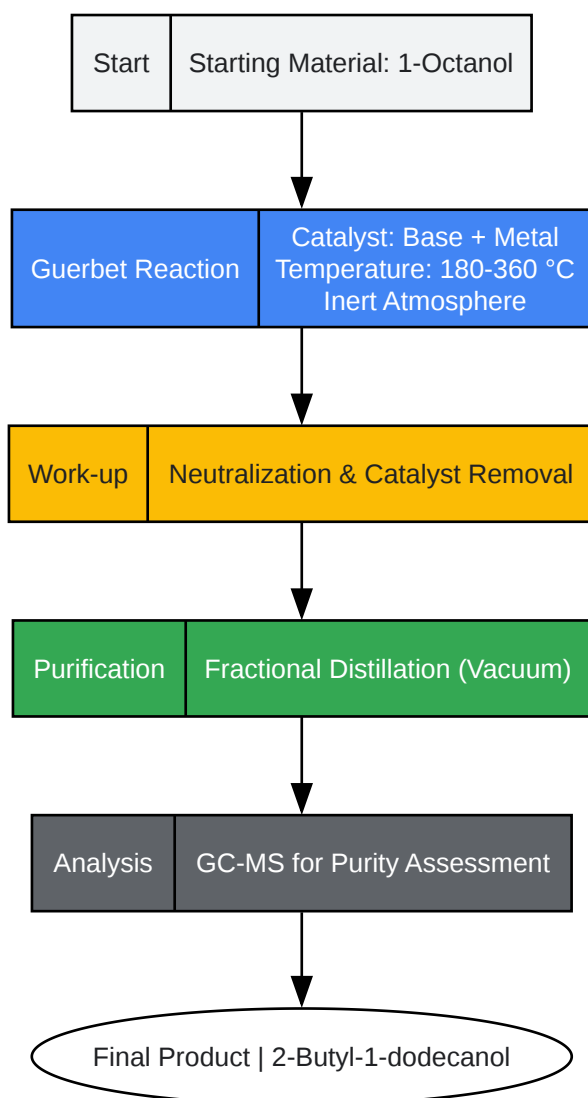 Start
Starting Material: 1-Octanol
Guerbet Reaction
Catalyst: Base + Metal
Temperature: 180-360 °C
Inert Atmosphere
Work-up
Neutralization & Catalyst Removal
Purification
Fractional Distillation (Vacuum)
Analysis
GC-MS for Purity Assessment
Final Product | 2-Butyl-1-dodecanol